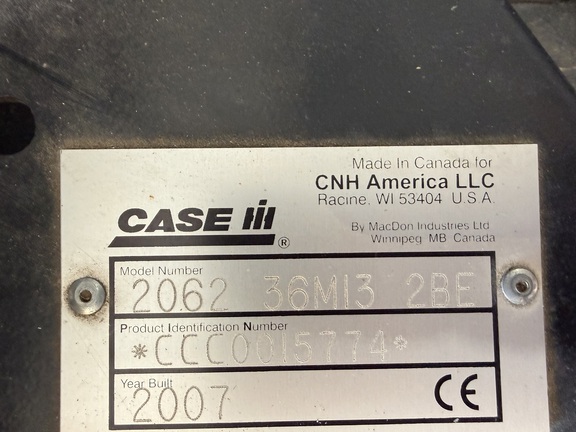 Made In Canada for
CNH America LLC
Racine, WI 53404 U.S.A.
By MacDon Industries Ltd
Winnipeg MB Canada
CASE IH ®
Model Number
2062 36M13 2BE
Product Identification Number
*CCC0015774*
Year Built
2007 CE